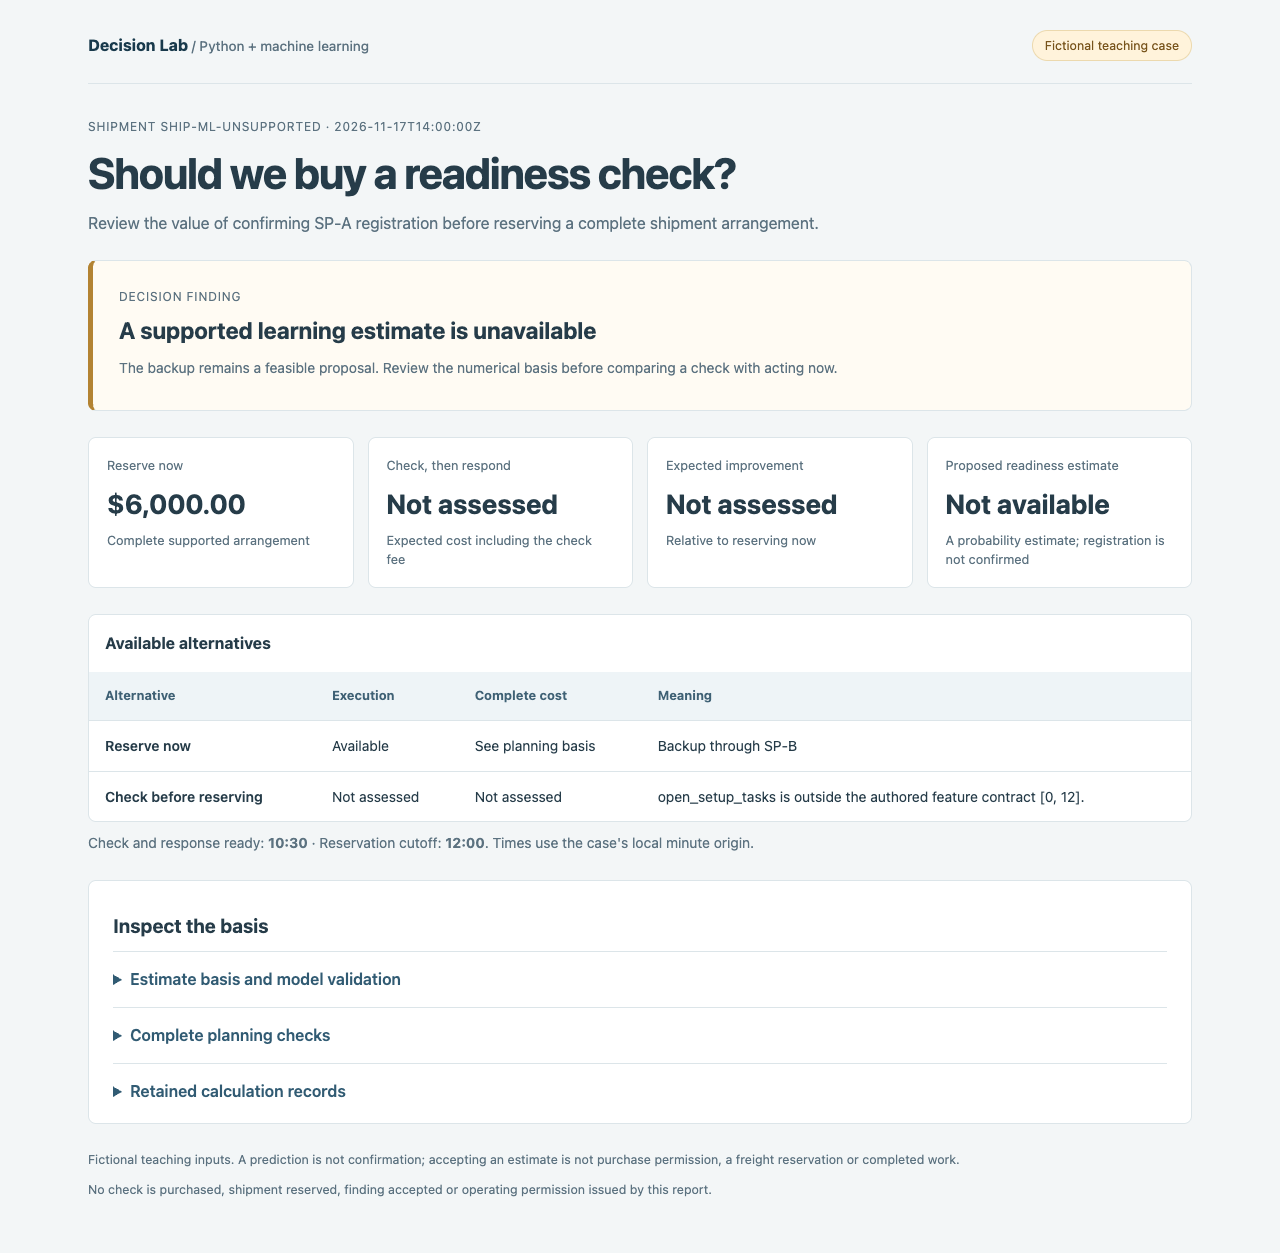 Decision Lab / Python + machine learning
Fictional teaching case
SHIPMENT SHIP-ML-UNSUPPORTED · 2026-11-17T14:00:00Z
Should we buy a readiness check?
Review the value of confirming SP-A registration before reserving a complete shipment arrangement.
DECISION FINDING
A supported learning estimate is unavailable
The backup remains a feasible proposal. Review the numerical basis before comparing a check with acting now.
Reserve now
$6,000.00
Complete supported arrangement
Check, then respond
Not assessed
Expected cost including the check
fee
Expected improvement
Not assessed
Relative to reserving now
Proposed readiness estimate
Not available
A probability estimate; registration is
not confirmed
Available alternatives
Alternative Execution Complete cost Meaning
Reserve now Available See planning basis Backup through SP-B
Check before reserving Not assessed Not assessed open_setup_tasks is outside the authored feature contract [0, 12].
Check and response ready: 10:30 · Reservation cutoff: 12:00. Times use the case's local minute origin.
Inspect the basis
Estimate basis and model validation
Complete planning checks
Retained calculation records
Fictional teaching inputs. A prediction is not confirmation; accepting an estimate is not purchase permission, a freight reservation or completed work.
No check is purchased, shipment reserved, finding accepted or operating permission issued by this report.